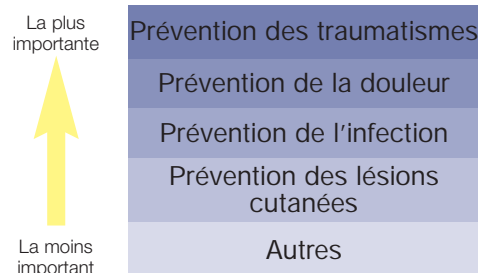 La plus
importante
Prévention des traumatismes
Prévention de la douleur
Prévention de l'infection
Prévention des lésions
cutanées
Autres
La moins
important